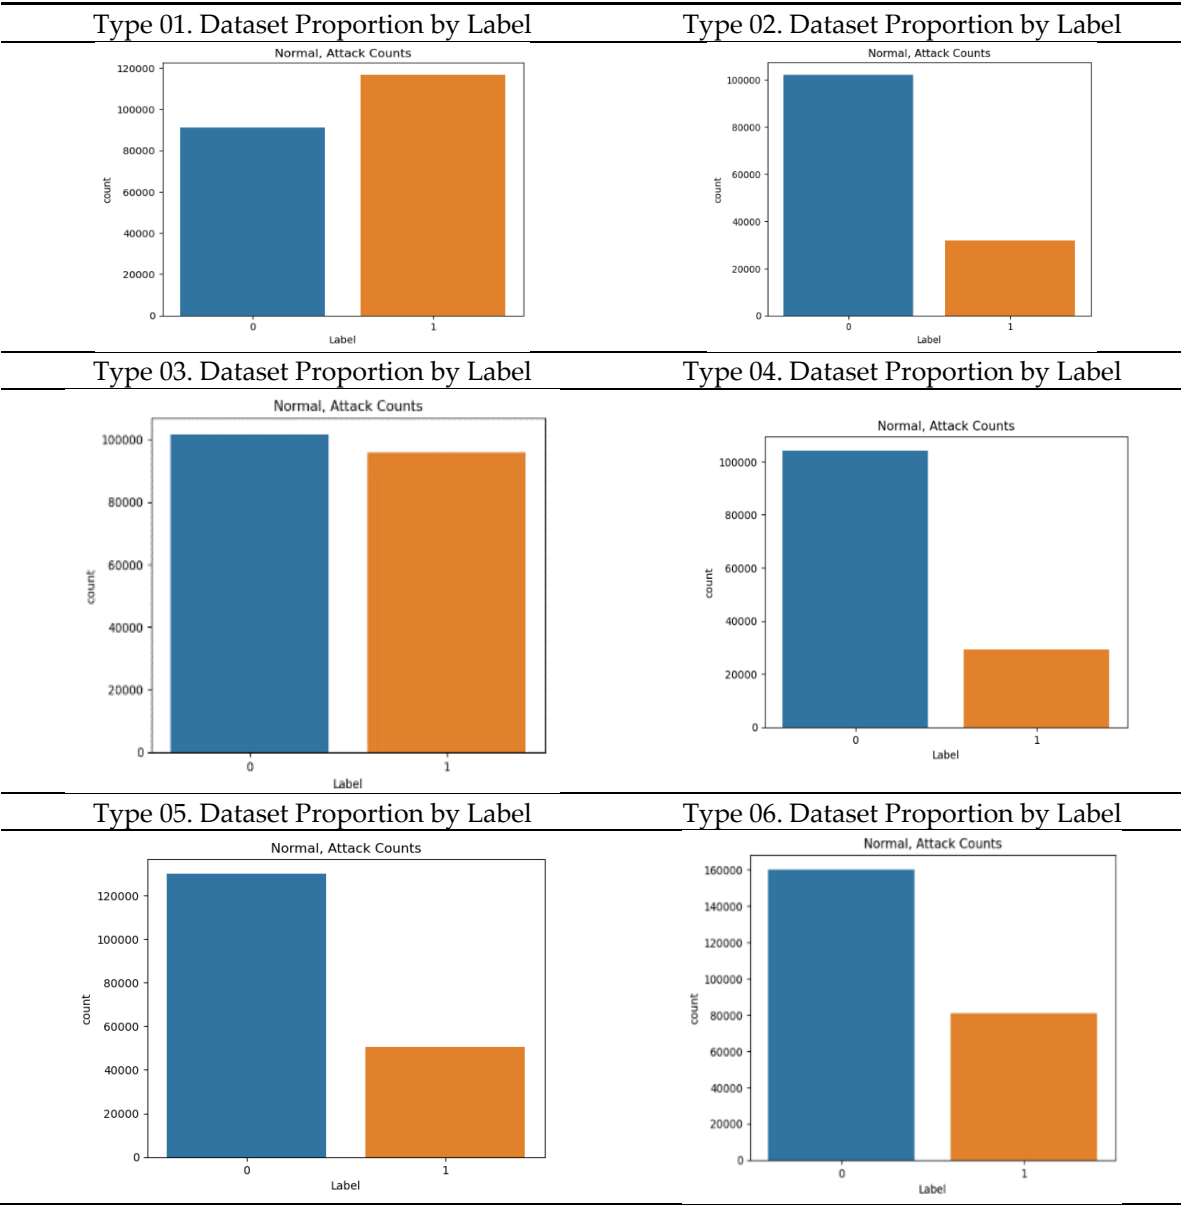 Type 01. Dataset Proportion by Label
Normal, Attack Counts
120000
100000
80000
60000
40000
20000
0
count
0 1
Label
Type 02. Dataset Proportion by Label
Normal, Attack Counts
100000
80000
60000
40000
20000
0
count
0 1
Label
Type 03. Dataset Proportion by Label
Normal, Attack Counts
100000
80000
60000
40000
20000
0
count
0 1
Label
Type 04. Dataset Proportion by Label
Normal, Attack Counts
100000
80000
60000
40000
20000
0
count
0 1
Label
Type 05. Dataset Proportion by Label
Normal, Attack Counts
120000
100000
80000
60000
40000
20000
0
count
0 1
Label
Type 06. Dataset Proportion by Label
Normal, Attack Counts
160000
140000
120000
100000
80000
60000
40000
20000
0
count
0 1
Label